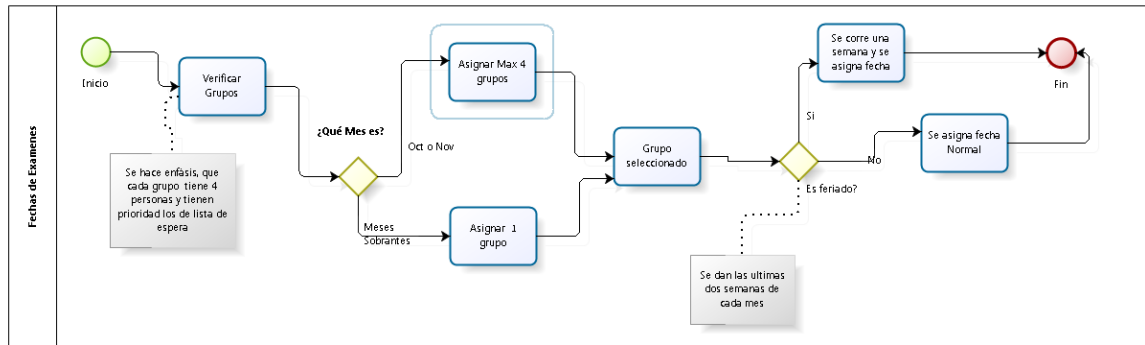 Fechas de Examenes
Inicio
Verificar
Grupos
Se hace enfásis, que
cada grupo tiene 4
personas y tienen
prioridad los de lista de
espera
¿Qué Mes es?
Oct o Nov
Meses
Sobrantes
Asignar Max 4
grupos
Asignar 1
grupo
Grupo
seleccionado
Si
No
Es feriado?
Se dan las ultimas
dos semanas de
cada mes
Se corre una
semana y se
asigna fecha
Se asigna fecha
Normal
Fin